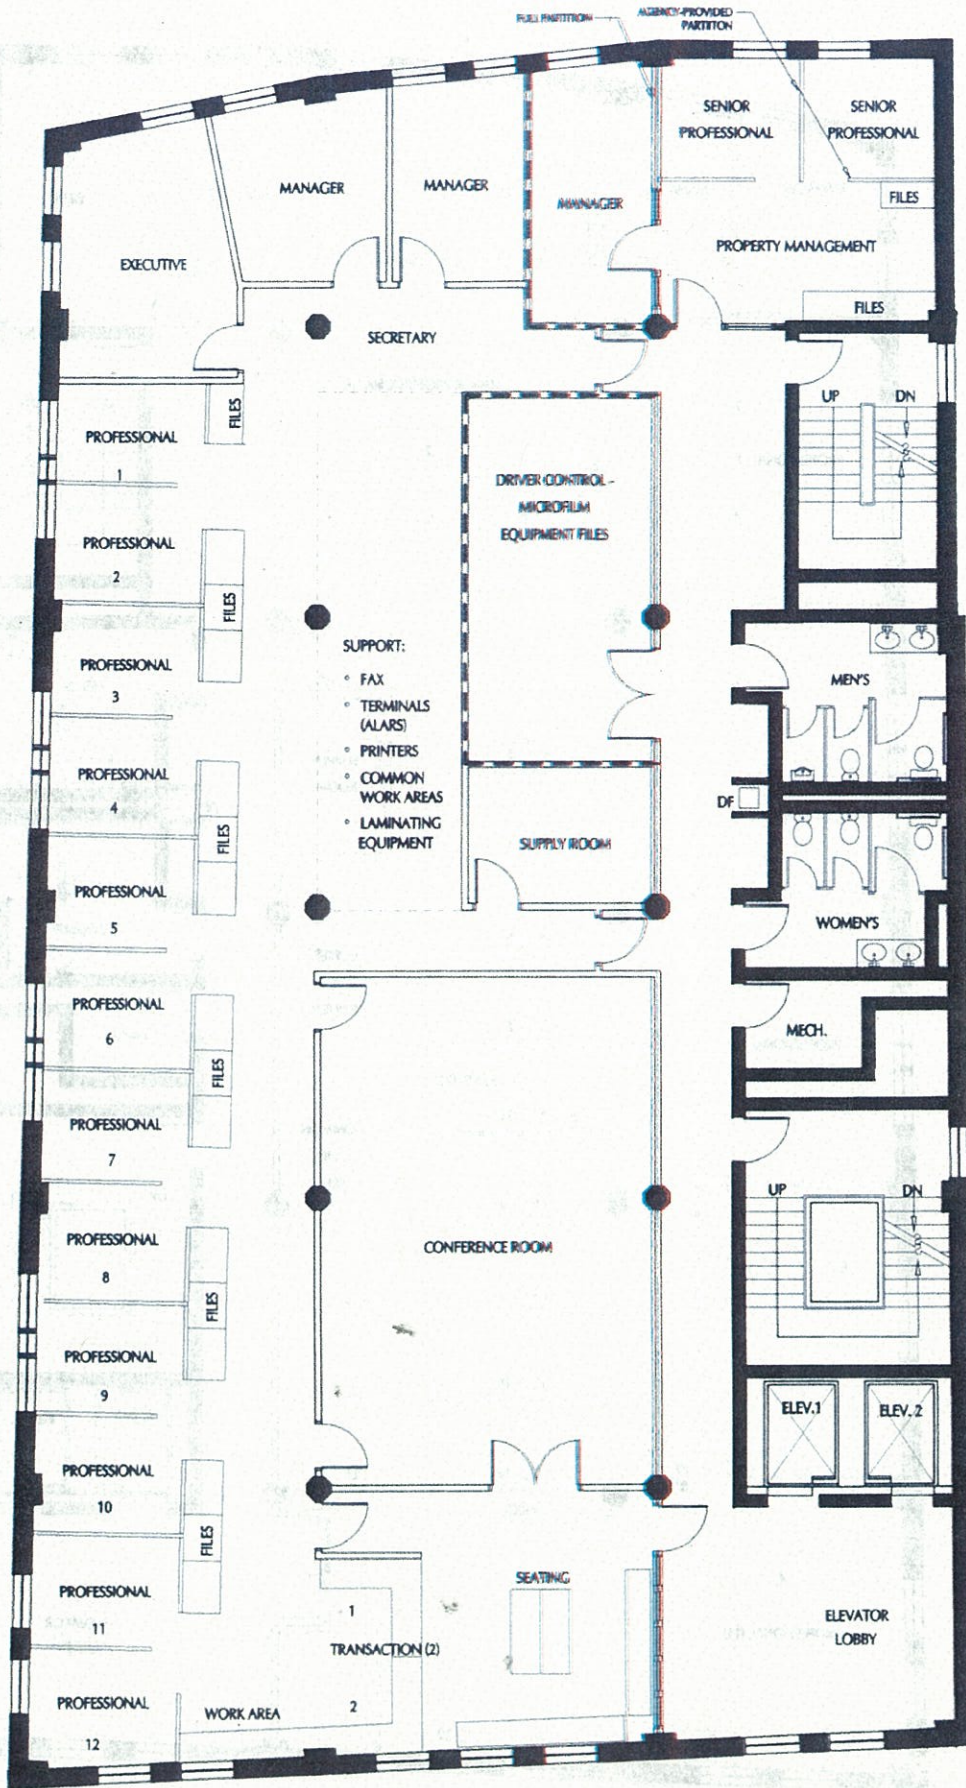 FULL PARTITION
AGENCY-PROVIDED
PARTITON
SENIOR
PROFESSIONAL
SENIOR
PROFESSIONAL
MANAGER
MANAGER
MANAGER
FILES
PROPERTY MANAGEMENT
EXECUTIVE
FILES
SECRETARY
FILES
UP
DN
PROFESSIONAL
1
DRIVER CONTROL -
MICROFILM
EQUIPMENT FILES
PROFESSIONAL
2
FILES
SUPPORT:
° FAX
° TERMINALS
(ALARS)
° PRINTERS
° COMMON
WORK AREAS
° LAMINATING
EQUIPMENT
PROFESSIONAL
3
MEN'S
PROFESSIONAL
4
FILES
DF
SUPPLY ROOM
PROFESSIONAL
5
WOMEN'S
PROFESSIONAL
6
MECH.
FILES
PROFESSIONAL
7
UP
DN
PROFESSIONAL
8
CONFERENCE ROOM
FILES
PROFESSIONAL
9
ELEV.1
ELEV. 2
PROFESSIONAL
10
FILES
PROFESSIONAL
11
SEATING
1
TRANSACTION (2)
2
ELEVATOR
LOBBY
PROFESSIONAL
12
WORK AREA